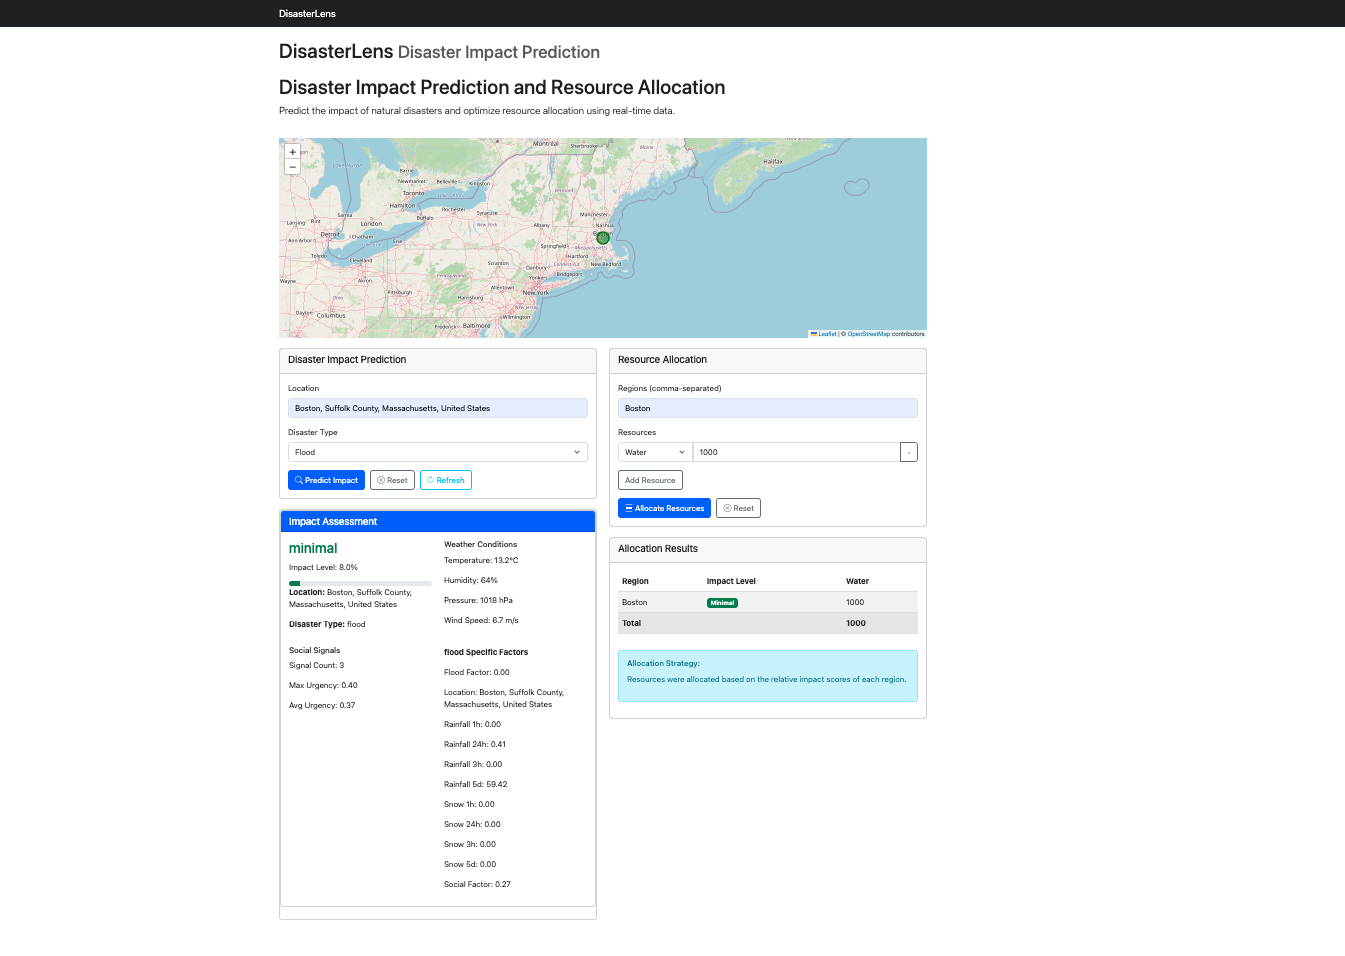 DisasterLens
DisasterLens Disaster Impact Prediction
Disaster Impact Prediction and Resource Allocation
Predict the impact of natural disasters and optimize resource allocation using real-time data.
+
−
Montréal
Sherbrooke
Maine
Halifax
Barrie
Newmarket
Belleville
Kingston
Toronto
Vermont
Hamilton
Rochester
Syracuse
Manchester
Lansing
Flint
Sarnia
London
Buffalo
New York
Albany
Nashua
Ann Arbor
Detroit
Chatham
Erie
Springfield
Massachusetts
Toledo
Cleveland
Scranton
Hartford
New Bedford
Danbury
Connecticut
Wayne
Akron
Pennsylvania
Yonkers
Bridgeport
Pittsburgh
Allentown
New York
Ohio
Harrisburg
New Jersey
Dayton
Columbus
Wilmington
Frederick
Baltimore
Leaflet | © OpenStreetMap contributors
Disaster Impact Prediction
Location
Boston, Suffolk County, Massachusetts, United States
Disaster Type
Flood
Predict Impact
Reset
Refresh
Impact Assessment
minimal
Impact Level: 8.0%
Location: Boston, Suffolk County,
Massachusetts, United States
Disaster Type: flood
Social Signals
Signal Count: 3
Max Urgency: 0.40
Avg Urgency: 0.37
Weather Conditions
Temperature: 13.2°C
Humidity: 64%
Pressure: 1018 hPa
Wind Speed: 6.7 m/s
flood Specific Factors
Flood Factor: 0.00
Location: Boston, Suffolk County,
Massachusetts, United States
Rainfall 1h: 0.00
Rainfall 24h: 0.41
Rainfall 3h: 0.00
Rainfall 5d: 59.42
Snow 1h: 0.00
Snow 24h: 0.00
Snow 3h: 0.00
Snow 5d: 0.00
Social Factor: 0.27
Resource Allocation
Regions (comma-separated)
Boston
Resources
Water
1000
-
Add Resource
Allocate Resources
Reset
Allocation Results
Region Impact Level Water
Boston Minimal 1000
Total 1000
Allocation Strategy:
Resources were allocated based on the relative impact scores of each region.